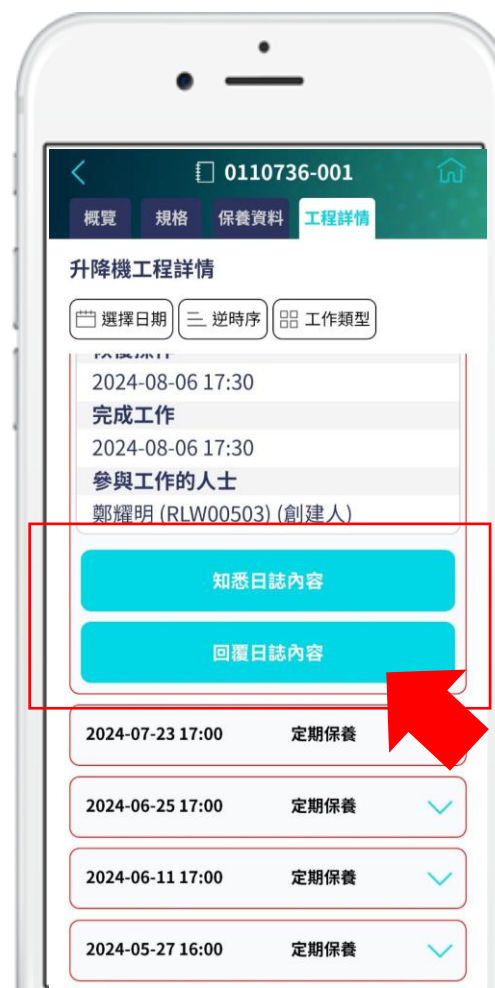 0110736-001
概覽 規格 保養資料 工程詳情
升降機工程詳情
選擇日期 逆時序 工作類型
2024-08-06 17:30
完成工作
2024-08-06 17:30
參與工作的人士
鄭耀明 (RLW00503) (創建人)
知悉日誌內容
回覆日誌內容
2024-07-23 17:00 定期保養
2024-06-25 17:00 定期保養
2024-06-11 17:00 定期保養
2024-05-27 16:00 定期保養